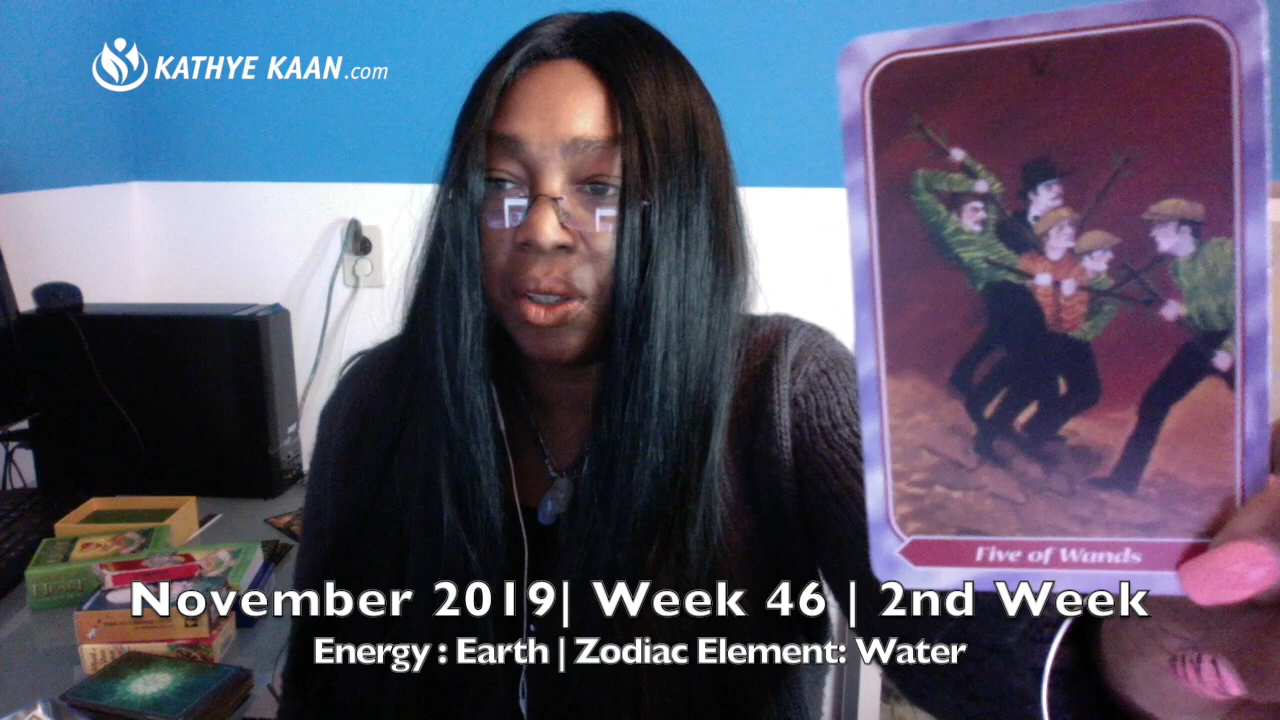 KATHYE KAAN.com
Five of Wands
November 2019| Week 46 | 2nd Week
Energy : Earth | Zodiac Element: Water